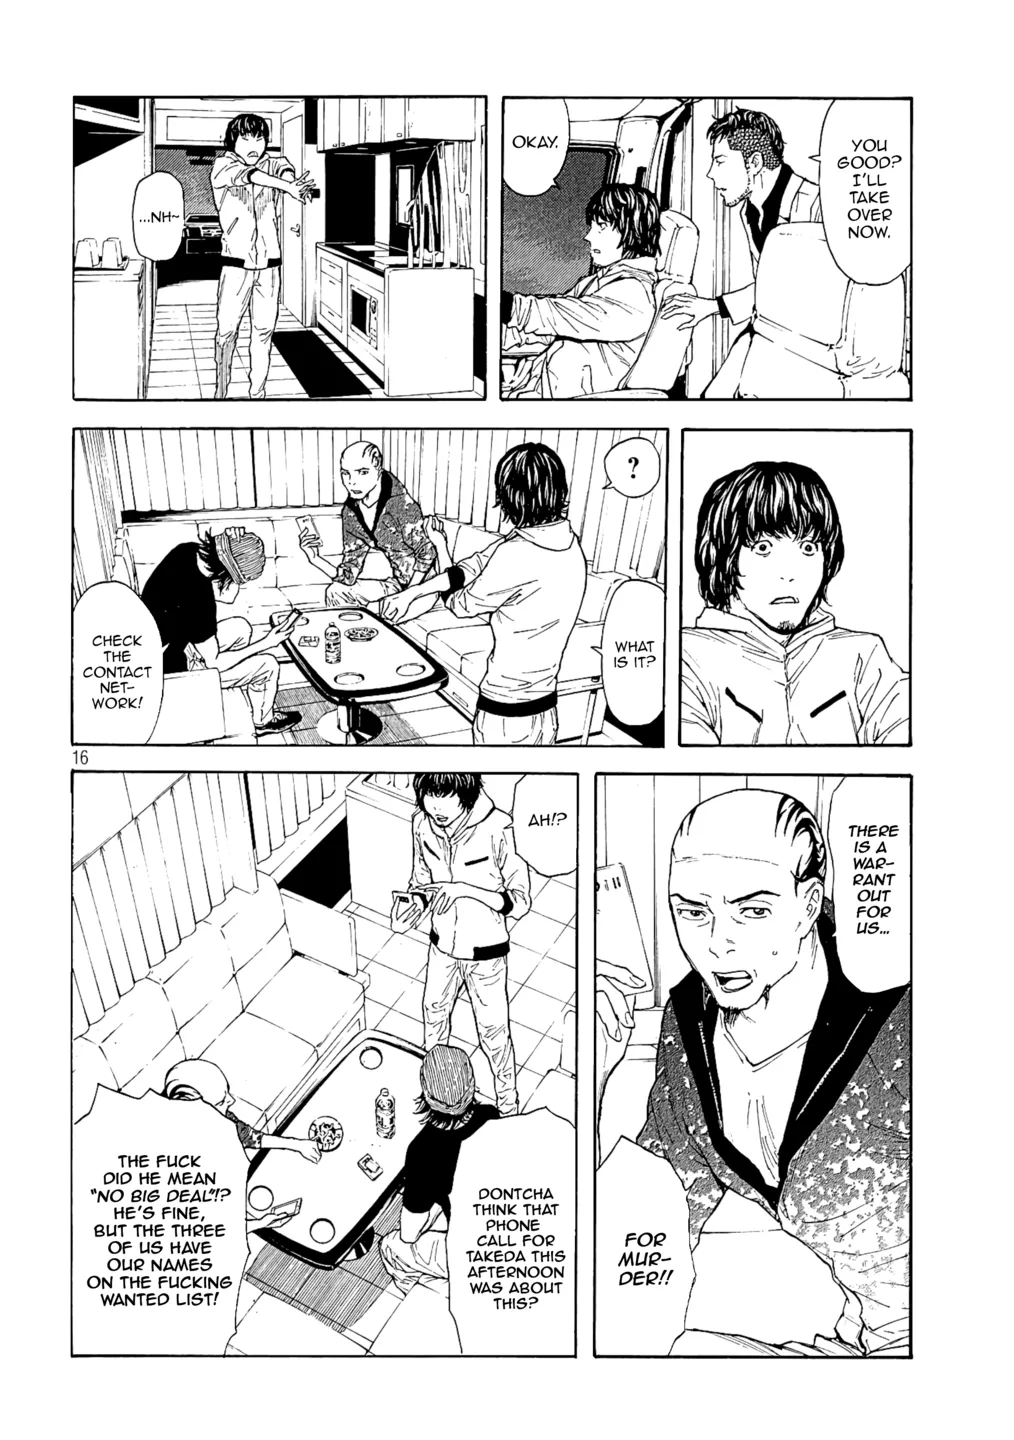 YOU
GOOD?
I'LL
TAKE
OVER
NOW.
OKAY.
...NH~
?
WHAT
IS IT?
CHECK
THE
CONTACT
NET-
WORK!
16
THERE
IS A
WAR-
RANT
OUT
FOR
US...
FOR
MUR-
DER!!
AH!?
DONTCHA
THINK THAT
PHONE
CALL FOR
TAKEDA THIS
AFTERNOON
WAS ABOUT
THIS?
THE FUCK
DID HE MEAN
"NO BIG DEAL"!?
HE'S FINE,
BUT THE THREE
OF US HAVE
OUR NAMES
ON THE FUCKING
WANTED LIST!